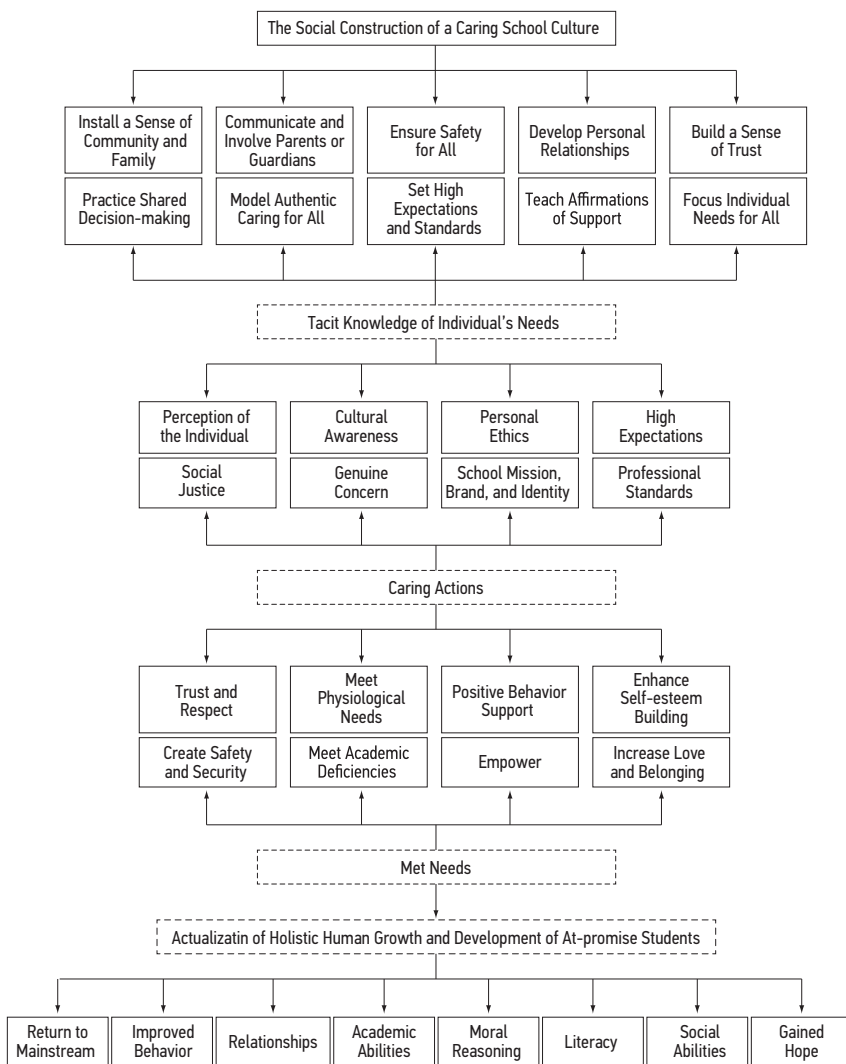 The Social Construction of a Caring School Culture
Install a Sense of
Community and
Family
Communicate and
Involve Parents or
Guardians
Ensure Safety
for All
Develop Personal
Relationships
Build a Sense
of Trust
Practice Shared
Decision-making
Model Authentic
Caring for All
Set High
Expectations
and Standards
Teach Affirmations
of Support
Focus Individual
Needs for All
Tacit Knowledge of Individual's Needs
Perception of
the Individual
Cultural
Awareness
Personal
Ethics
High
Expectations
Social
Justice
Genuine
Concern
School Mission,
Brand, and Identity
Professional
Standards
Caring Actions
Trust and
Respect
Meet
Physiological
Needs
Positive Behavior
Support
Enhance
Self-esteem
Building
Create Safety
and Security
Meet Academic
Deficiencies
Empower
Increase Love
and Belonging
Met Needs
Actualizatin of Holistic Human Growth and Development of At-promise Students
Return to
Mainstream
Improved
Behavior
Relationships
Academic
Abilities
Moral
Reasoning
Literacy
Social
Abilities
Gained
Hope